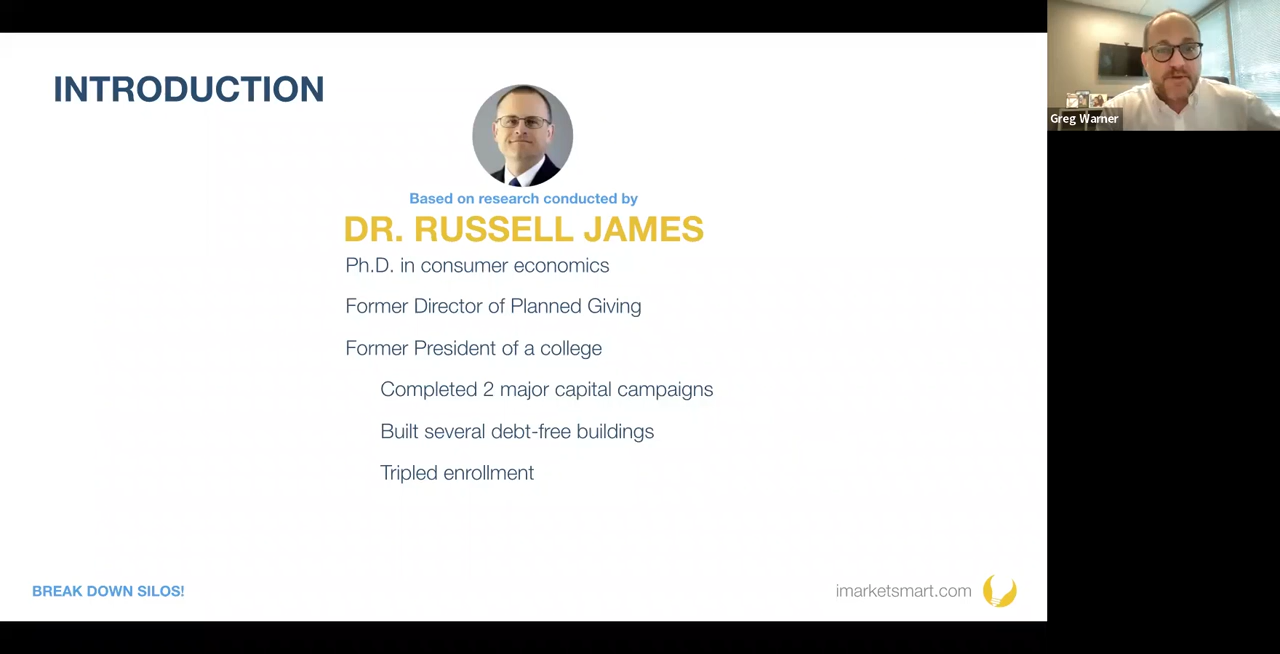 INTRODUCTION
Based on research conducted by
DR. RUSSELL JAMES
Ph.D. in consumer economics
Former Director of Planned Giving
Former President of a college
Completed 2 major capital campaigns
Built several debt-free buildings
Tripled enrollment
BREAK DOWN SILOS!
imarketsmart.com
Greg Warner